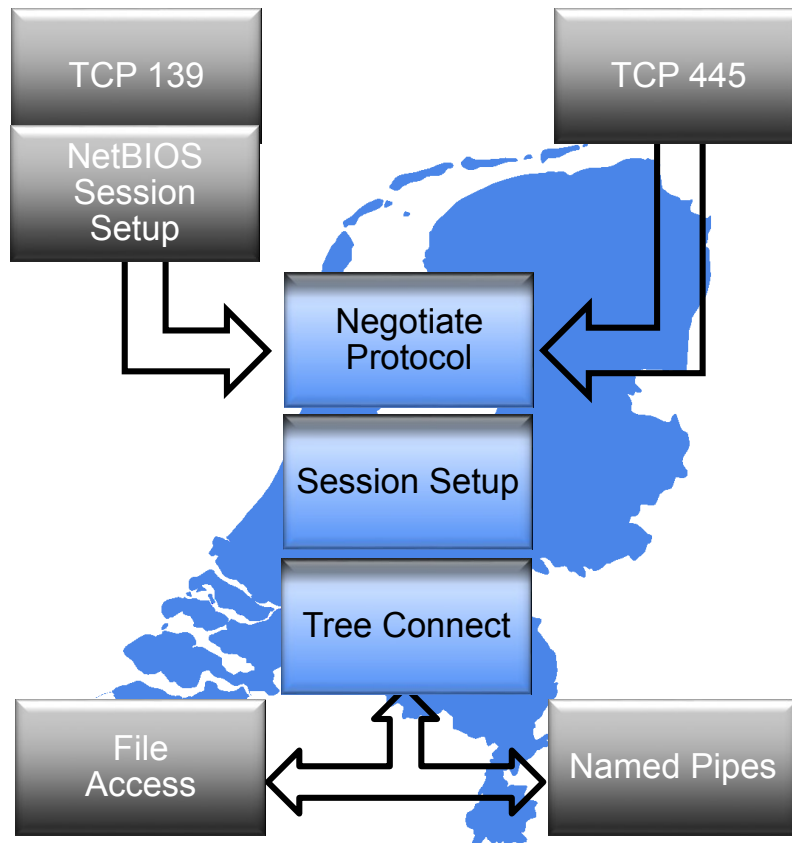 TCP 139
TCP 445
NetBIOS
Session
Setup
Negotiate
Protocol
Session Setup
Tree Connect
File
Access
Named Pipes